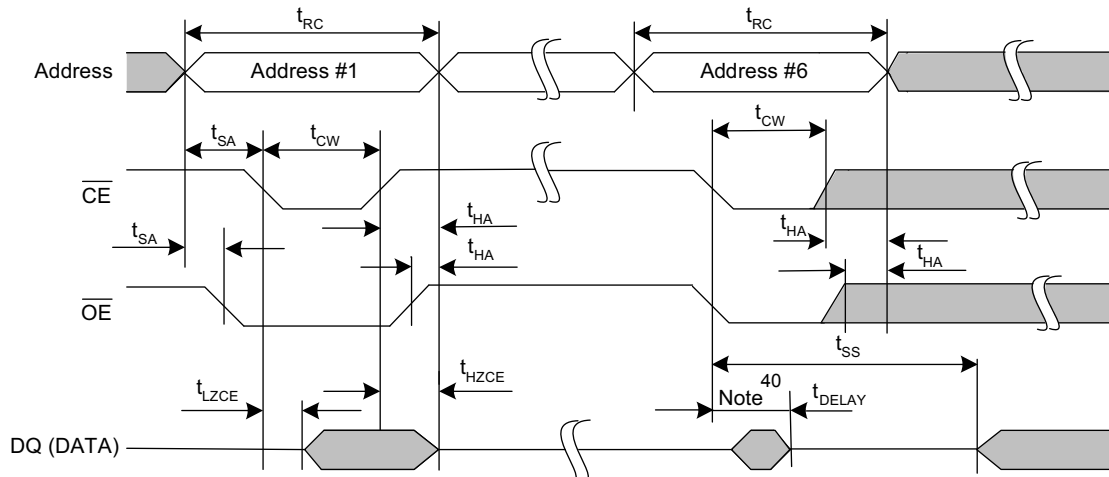 tRC tRC
Address Address #1 Address #6
tSA tCW tCW
CE
tHA
tSA tHA tHA
tHA
OE
tSS
tLZCE tHZCE Note 40 tDELAY
DQ (DATA)